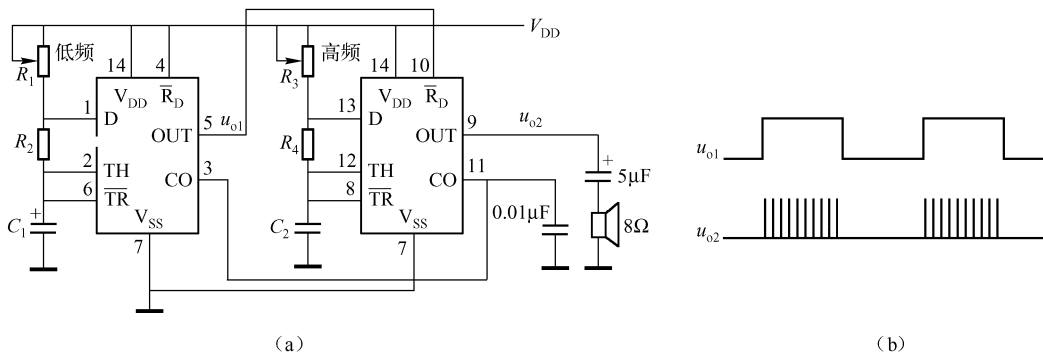 V_DD
R₁ 低频
14 4
V_DD R̅_D
1 D
5 u_o1
OUT
R₂
2 TH
3 CO
6 T̅R̅
V_SS
C₁ +
7
R₃ 高频
14 10
V_DD R̅_D
13 D
9 u_o2
OUT
R₄
12 TH
11 CO
8 T̅R̅
V_SS
C₂
7
0.01μF
+
5μF
8Ω
u_o1
u_o2
(a)
(b)